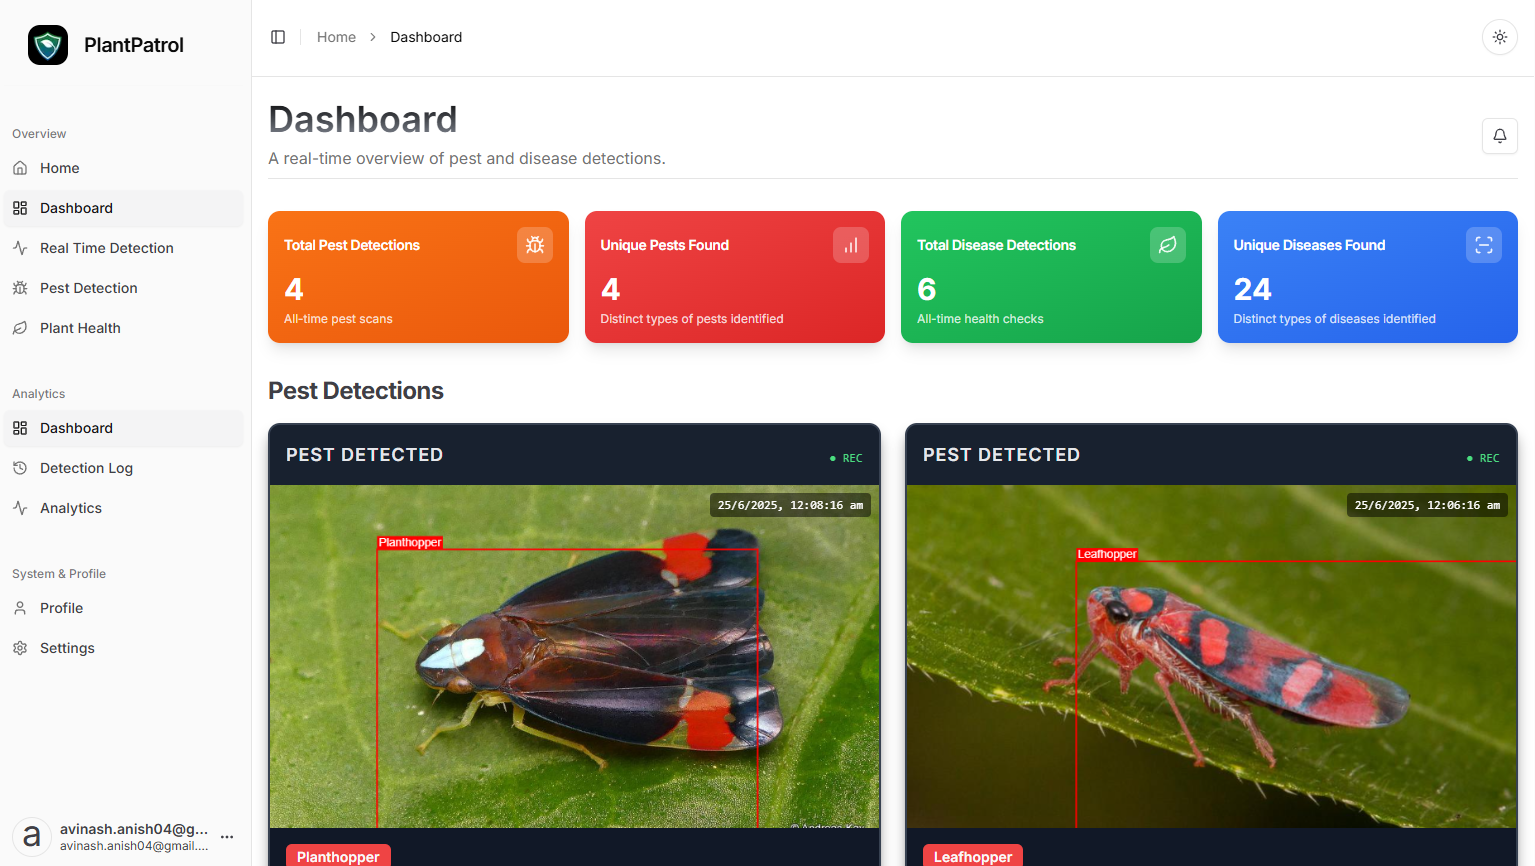 PlantPatrol
Home
Dashboard
Overview
Home
Dashboard
Real Time Detection
Pest Detection
Plant Health
Analytics
Dashboard
Detection Log
Analytics
System & Profile
Profile
Settings
avinash.anish04@g...
avinash.anish04@gmail....
Dashboard
A real-time overview of pest and disease detections.
Total Pest Detections
4
All-time pest scans
Unique Pests Found
4
Distinct types of pests identified
Total Disease Detections
6
All-time health checks
Unique Diseases Found
24
Distinct types of diseases identified
Pest Detections
PEST DETECTED
● REC
25/6/2025, 12:08:16 am
Planthopper
Planthopper
PEST DETECTED
● REC
25/6/2025, 12:06:16 am
Leafhopper
Leafhopper